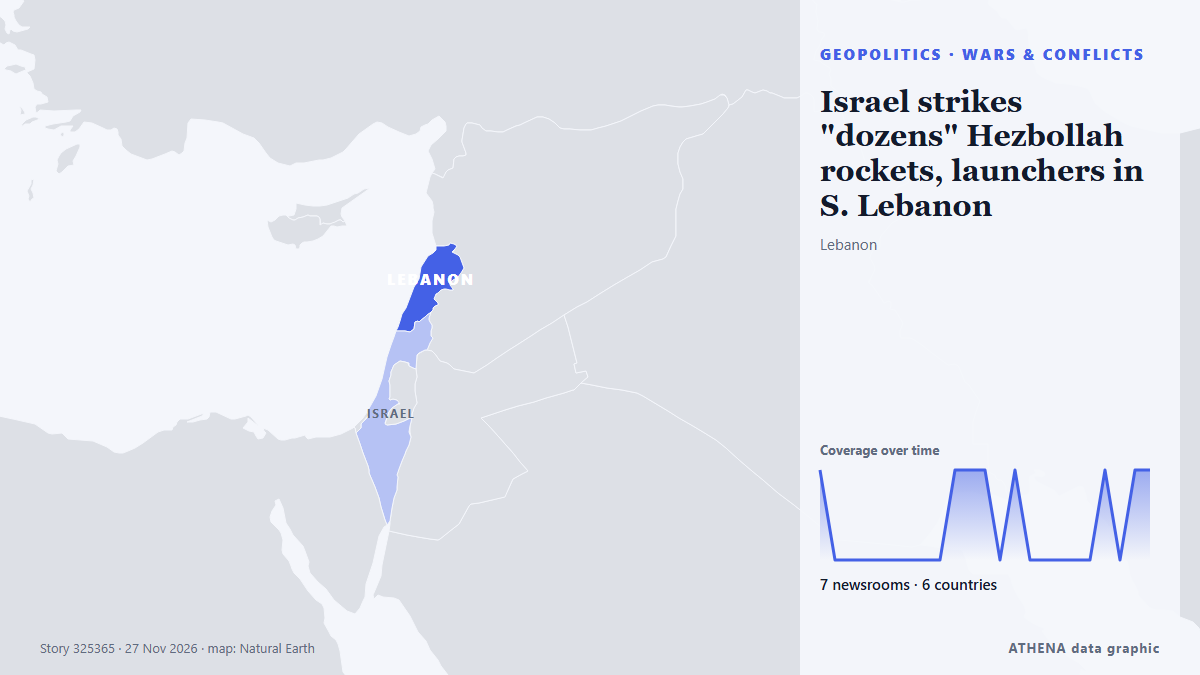 GEOPOLITICS · WARS & CONFLICTS
Israel strikes
"dozens" Hezbollah
rockets, launchers in
S. Lebanon
Lebanon
LEBANON
ISRAEL
Coverage over time
7 newsrooms · 6 countries
Story 325365 · 27 Nov 2026 · map: Natural Earth
ATHENA data graphic